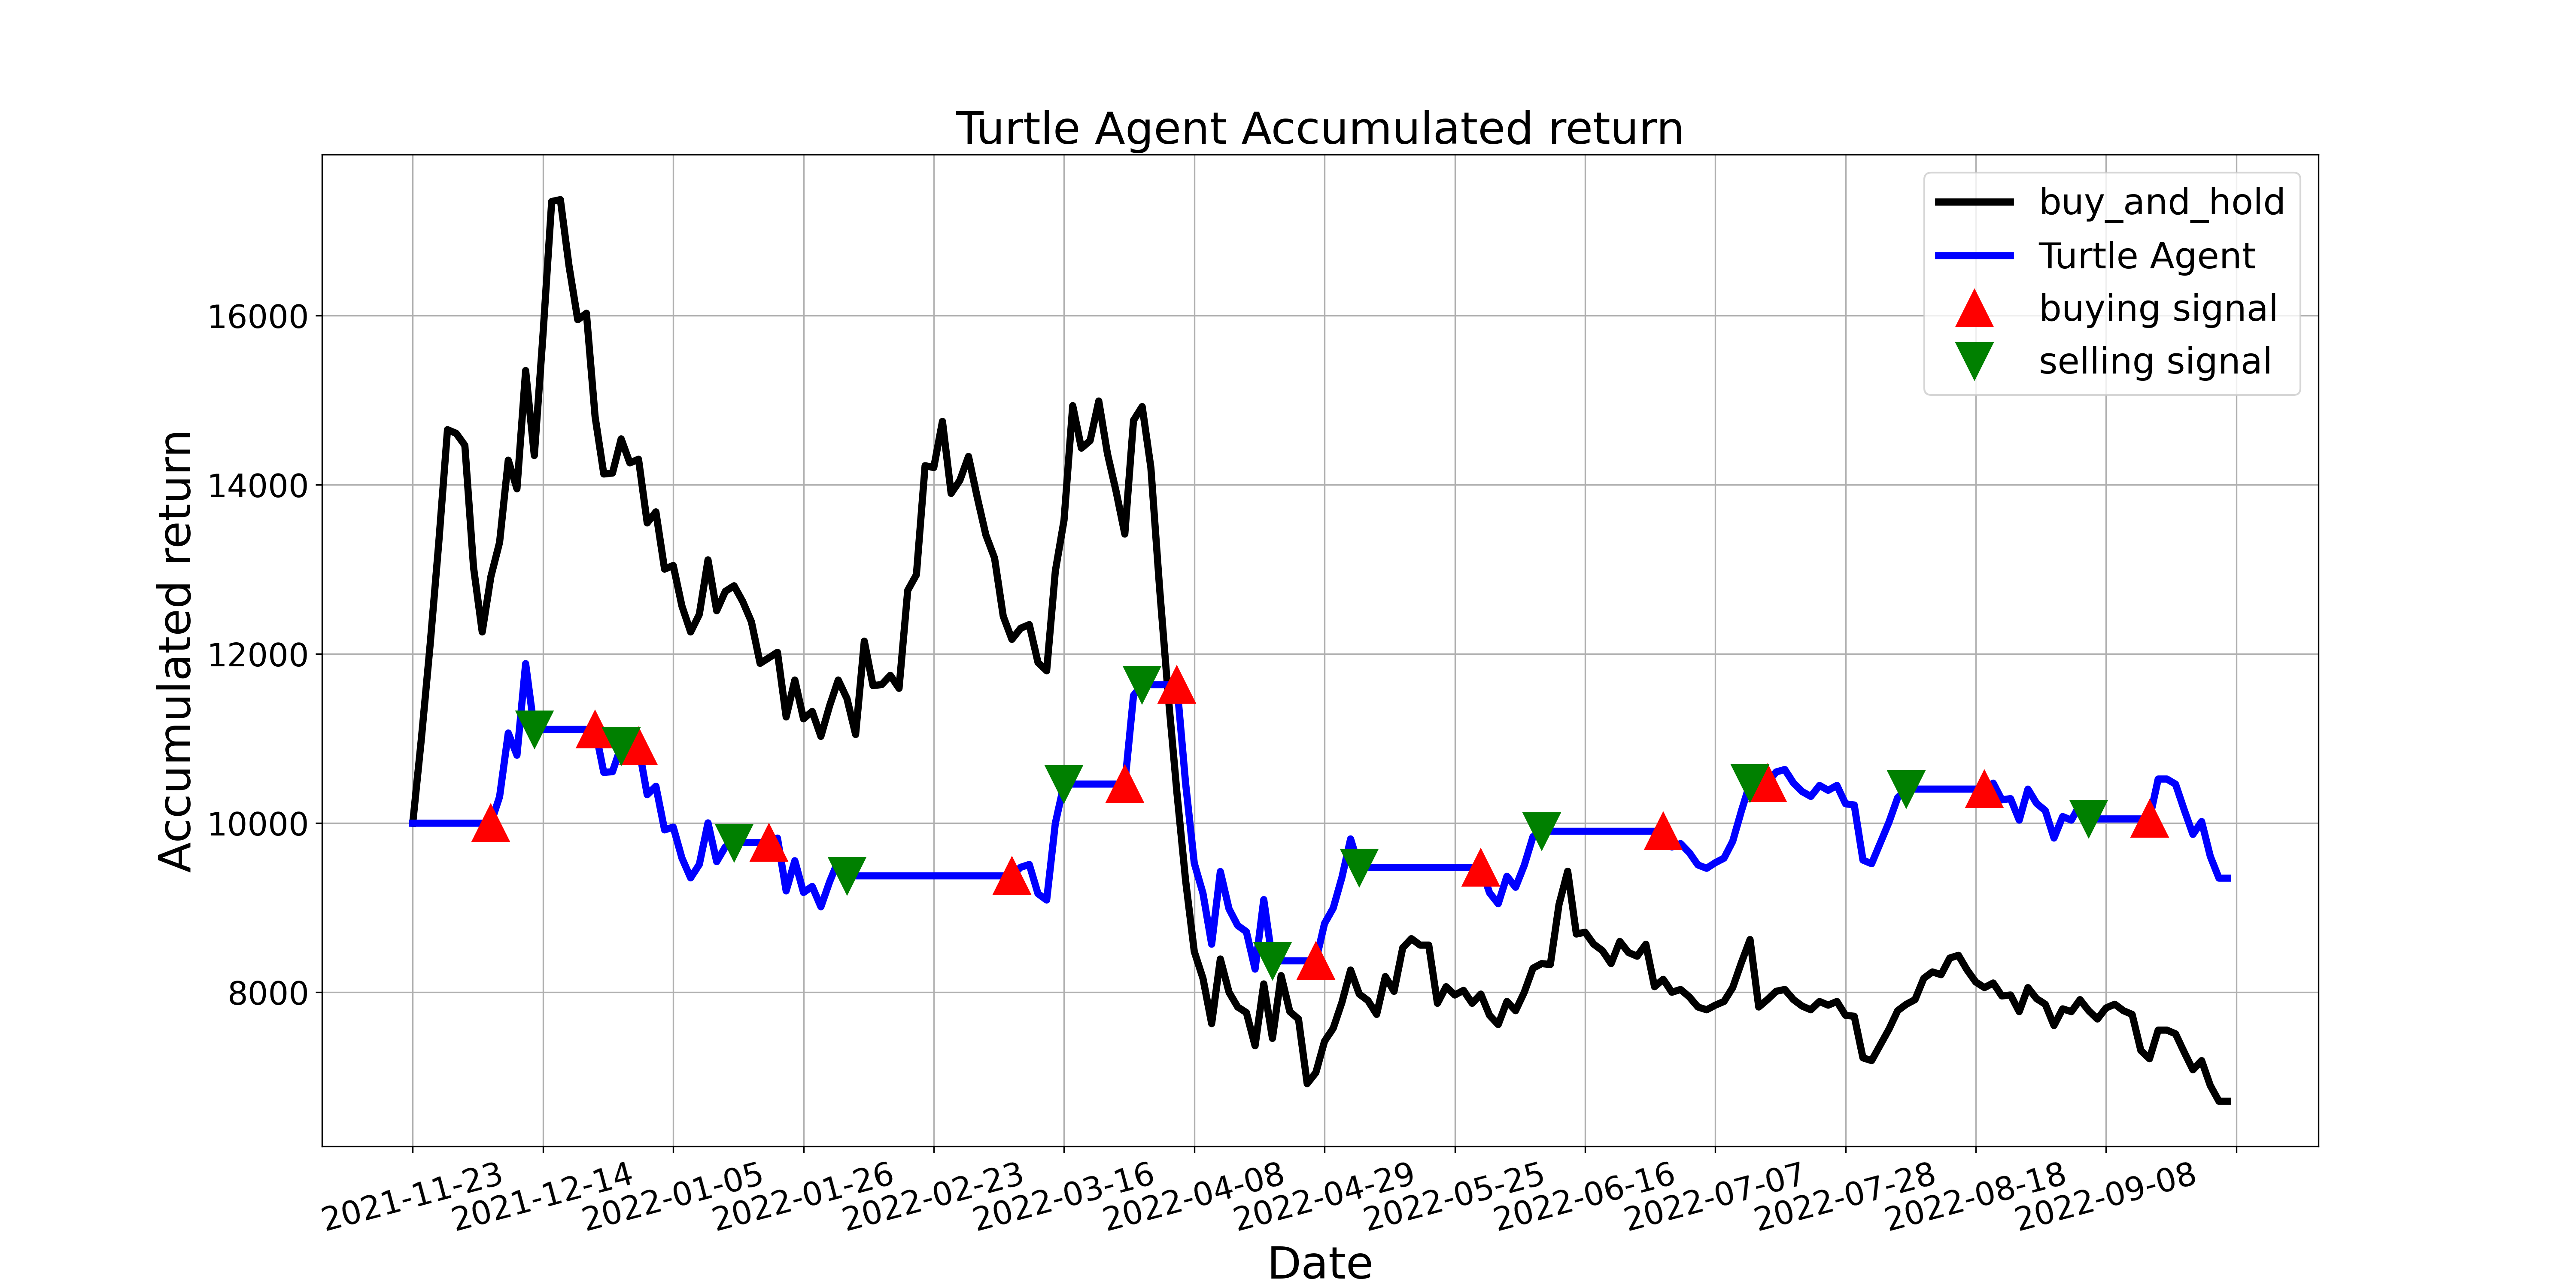 Turtle Agent Accumulated return
buy_and_hold
Turtle Agent
buying signal
selling signal
Accumulated return
16000
14000
12000
10000
8000
2021-11-23
2021-12-14
2022-01-05
2022-01-26
2022-02-23
2022-03-16
2022-04-08
2022-04-29
2022-05-25
2022-06-16
2022-07-07
2022-07-28
2022-08-18
2022-09-08
Date